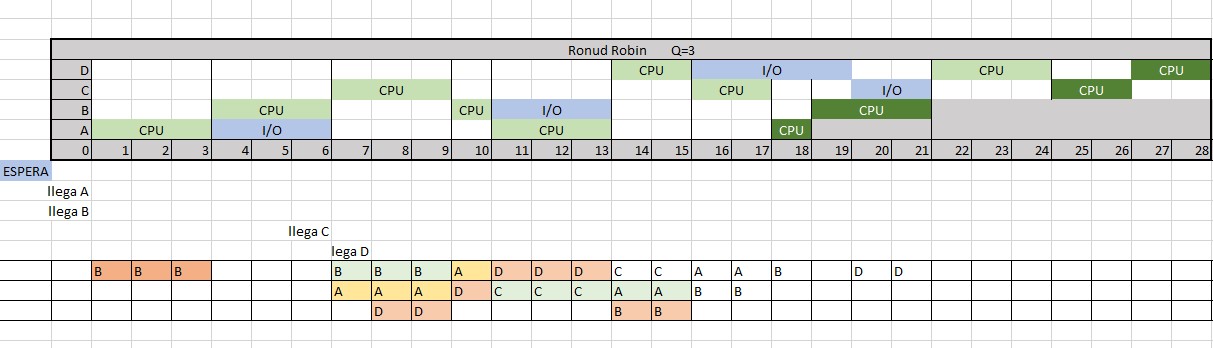 Ronud Robin Q=3
D CPU I/O CPU CPU
C CPU CPU I/O CPU
B CPU CPU I/O CPU
A CPU I/O CPU CPU
0 1 2 3 4 5 6 7 8 9 10 11 12 13 14 15 16 17 18 19 20 21 22 23 24 25 26 27 28
ESPERA
llega A
llega B
llega C
lega D
B B B B B B A D D D C C A A B D D
A A A D C C C A A B B
D D B B